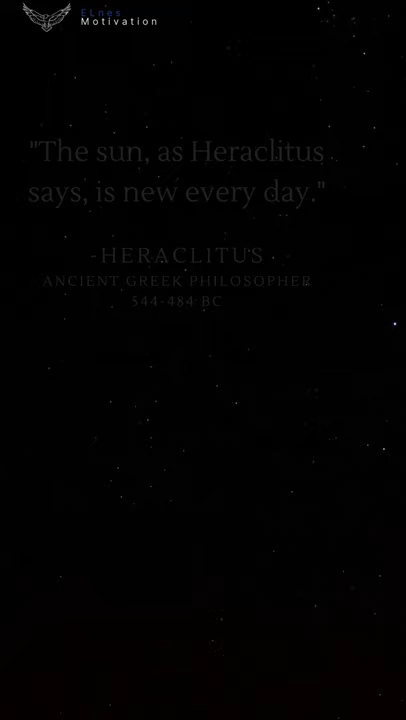 ELnes
Motivation
"The sun, as Heraclitus
says, is new every day."
-HERACLITUS
ANCIENT GREEK PHILOSOPHER
544-484 BC